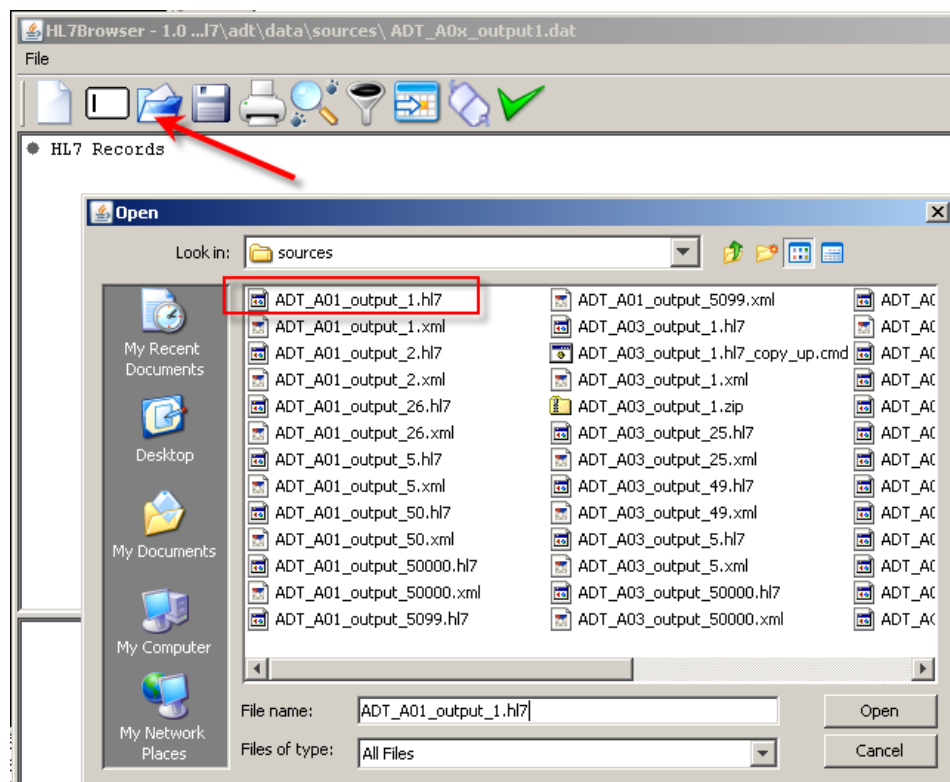 HL7Browser - 1.0 ...l7\adt\data\sources\ ADT_A0x_output1.dat
File
HL7 Records
Open
Look in:
sources
My Recent
Documents
Desktop
My Documents
My Computer
My Network
Places
ADT_A01_output_1.hl7
ADT_A01_output_1.xml
ADT_A01_output_2.hl7
ADT_A01_output_2.xml
ADT_A01_output_26.hl7
ADT_A01_output_26.xml
ADT_A01_output_5.hl7
ADT_A01_output_5.xml
ADT_A01_output_50.hl7
ADT_A01_output_50.xml
ADT_A01_output_50000.hl7
ADT_A01_output_50000.xml
ADT_A01_output_5099.hl7
ADT_A01_output_5099.xml
ADT_A03_output_1.hl7
ADT_A03_output_1.hl7_copy_up.cmd
ADT_A03_output_1.xml
ADT_A03_output_1.zip
ADT_A03_output_25.hl7
ADT_A03_output_25.xml
ADT_A03_output_49.hl7
ADT_A03_output_49.xml
ADT_A03_output_5.hl7
ADT_A03_output_5.xml
ADT_A03_output_50000.hl7
ADT_A03_output_50000.xml
File name:
ADT_A01_output_1.hl7
Open
Files of type:
All Files
Cancel